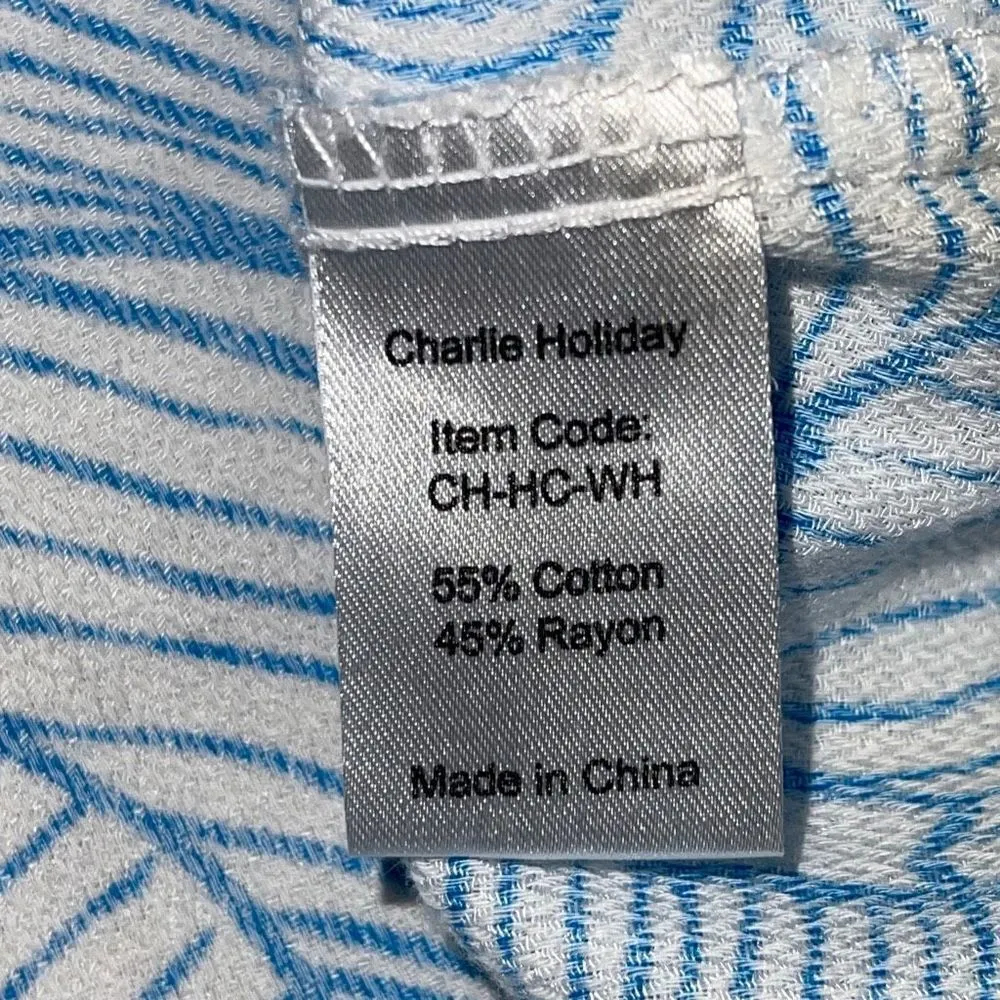 Charlie Holiday
Item Code:
CH-HC-WH
55% Cotton
45% Rayon
Made in China